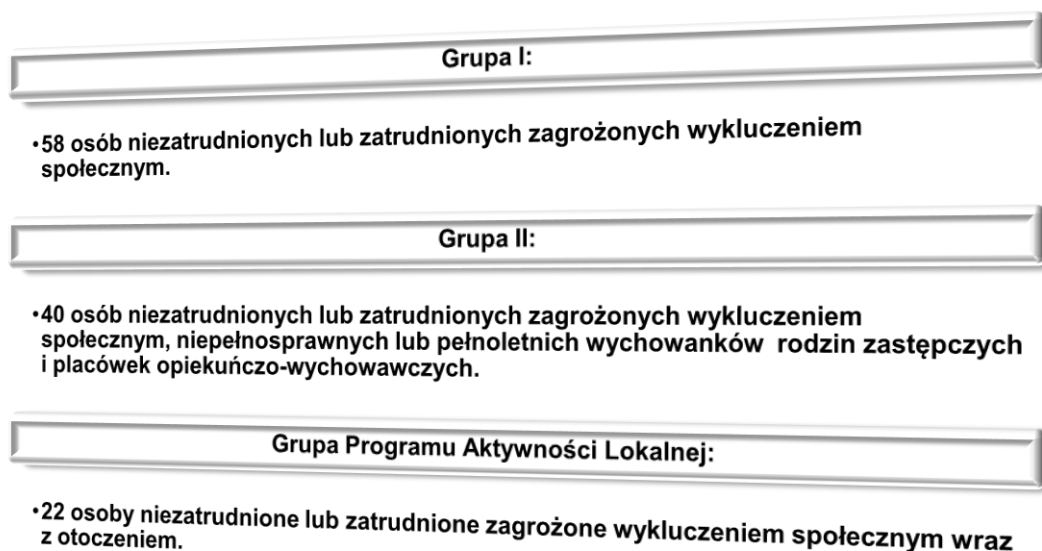 Grupa I:
•58 osób niezatrudnionych lub zatrudnionych zagrożonych wykluczeniem
społecznym.
Grupa II:
•40 osób niezatrudnionych lub zatrudnionych zagrożonych wykluczeniem
społecznym, niepełnosprawnych lub pełnoletnich wychowanków rodzin zastępczych
i placówek opiekuńczo-wychowawczych.
Grupa Programu Aktywności Lokalnej:
•22 osoby niezatrudnione lub zatrudnione zagrożone wykluczeniem społecznym wraz
z otoczeniem.